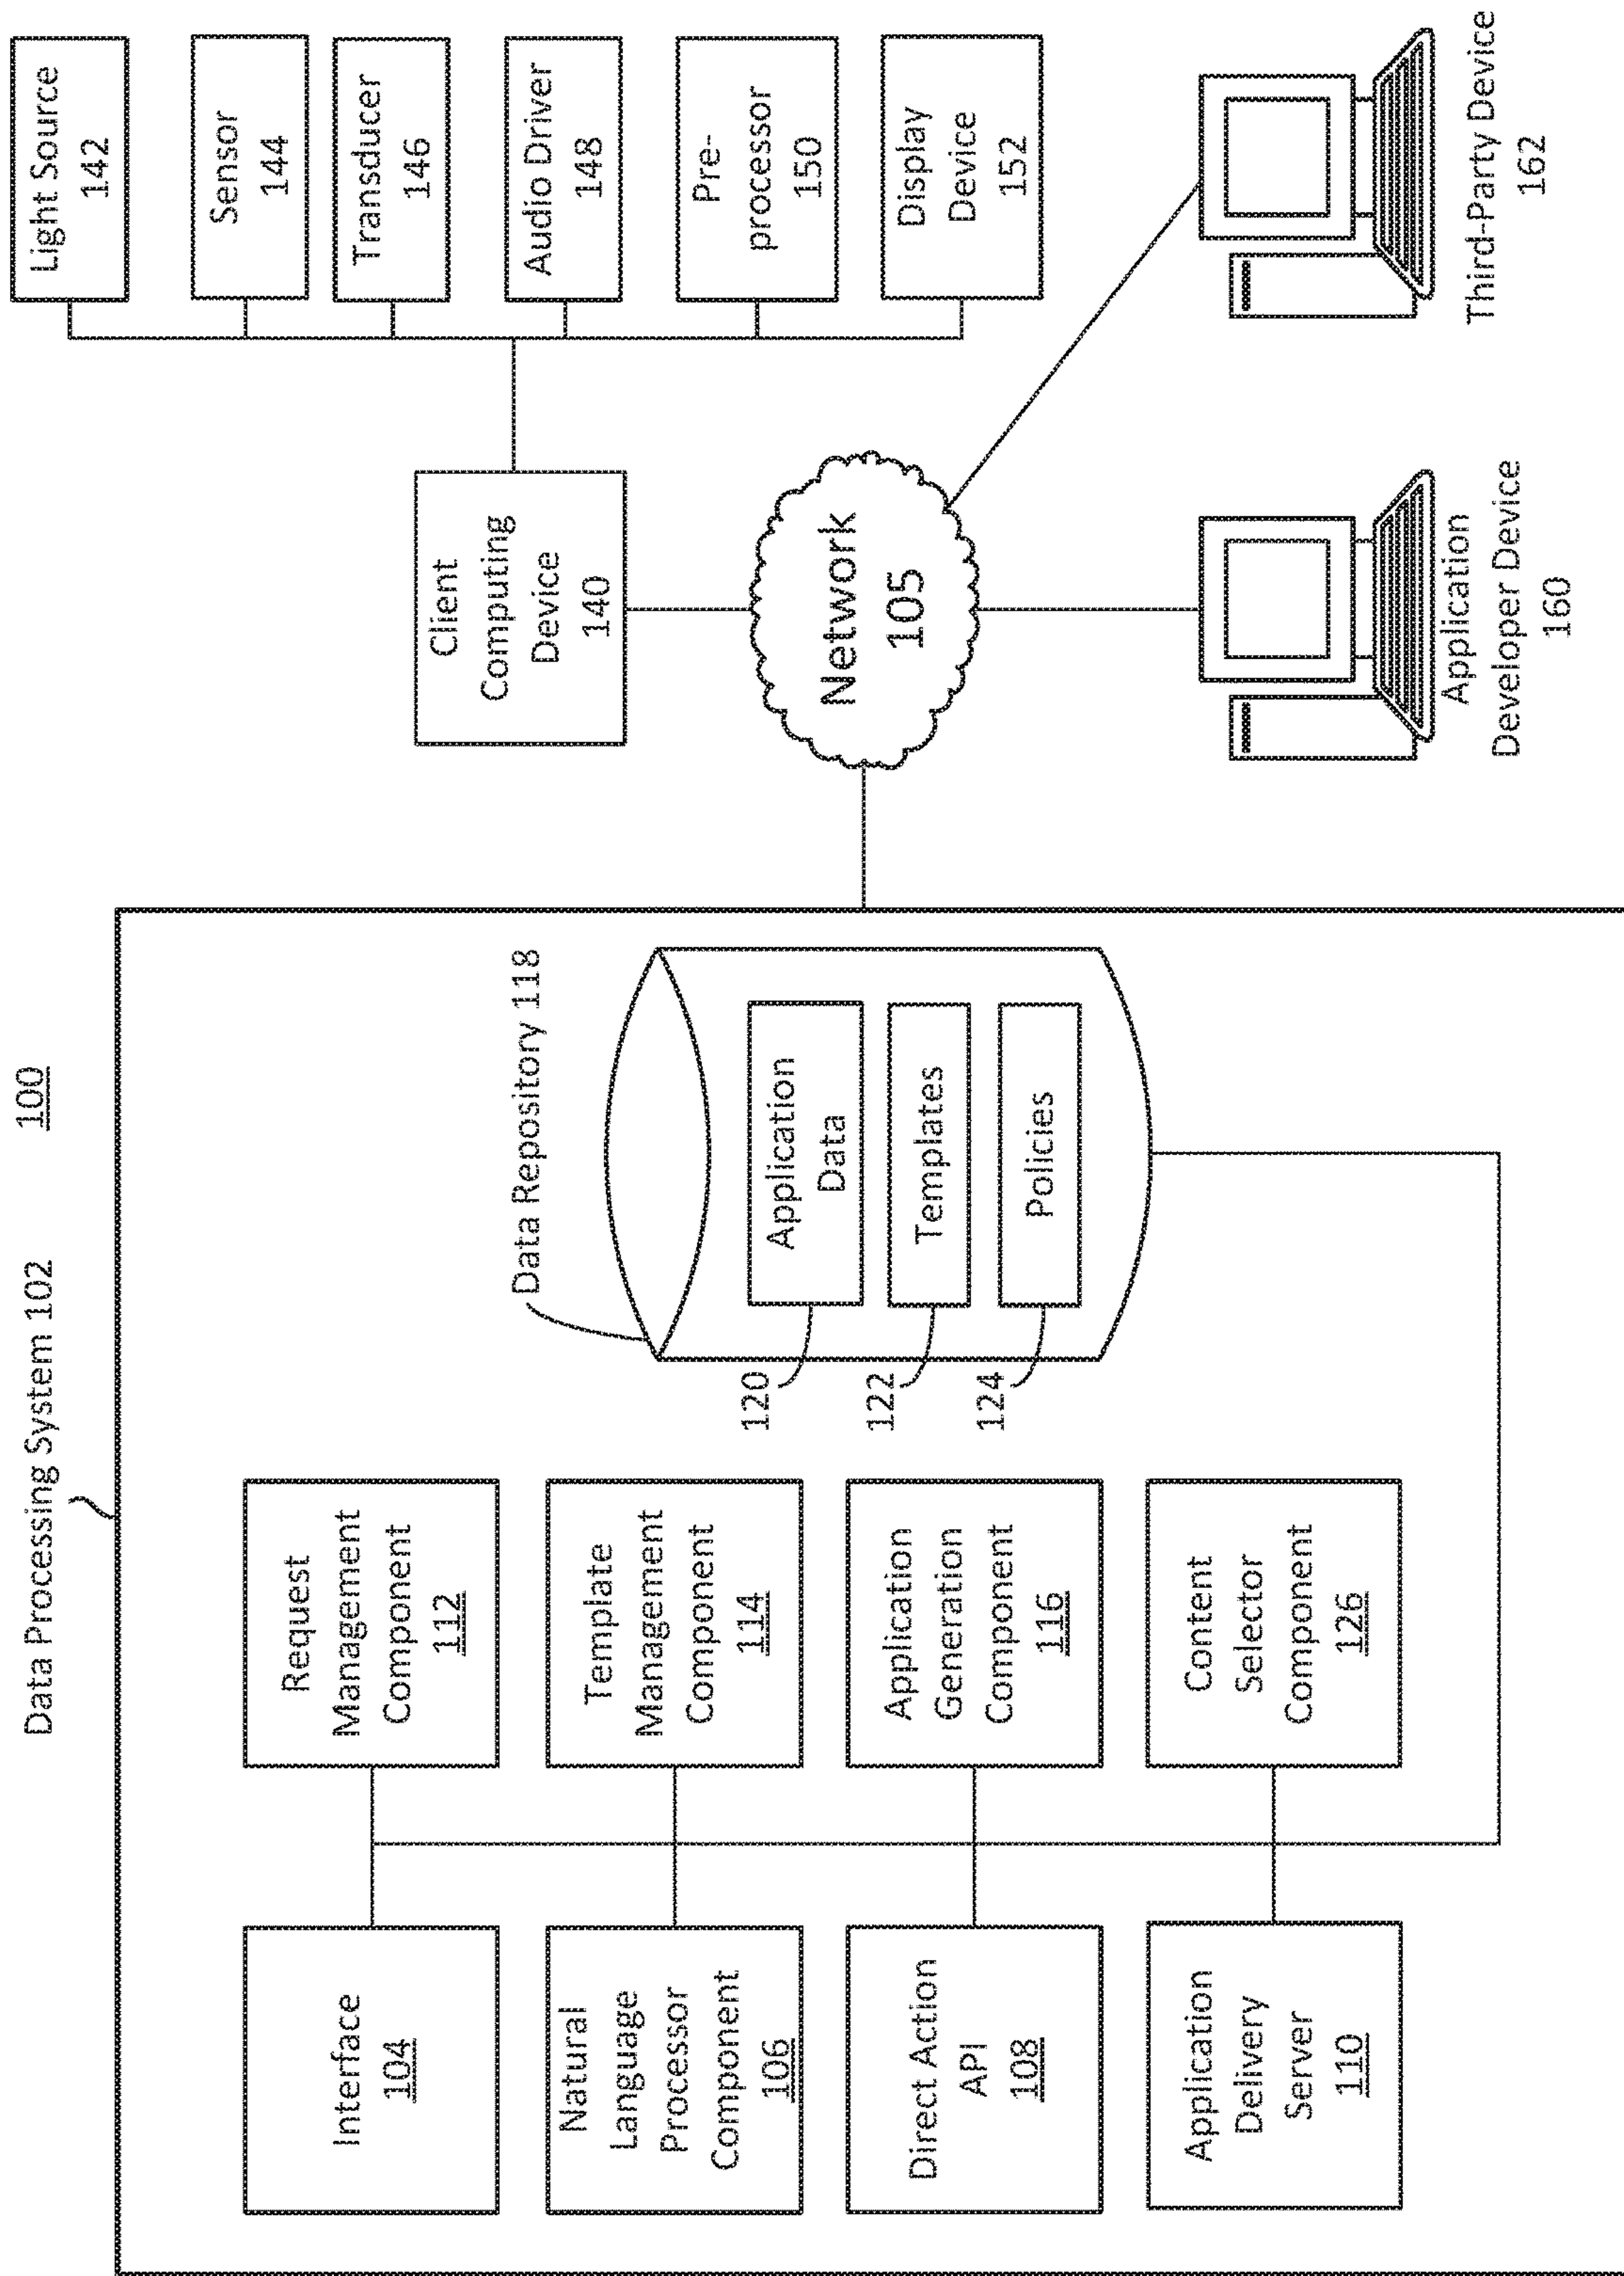 100
Data Processing System 102
Interface
104
Natural
Language
Processor
Component
106
Direct Action
API
108
Application
Delivery
Server
110
Request
Management
Component
112
Template
Management
Component
114
Application
Generation
Component
116
Content
Selector
Component
126
Data Repository 118
Application
Data
Templates
Policies
120
122
124
Client
Computing
Device
140
Network
105
Light Source
142
Sensor
144
Transducer
146
Audio Driver
148
Pre-
processor
150
Display
Device
152
Application
Developer Device
160
Third-Party Device
162